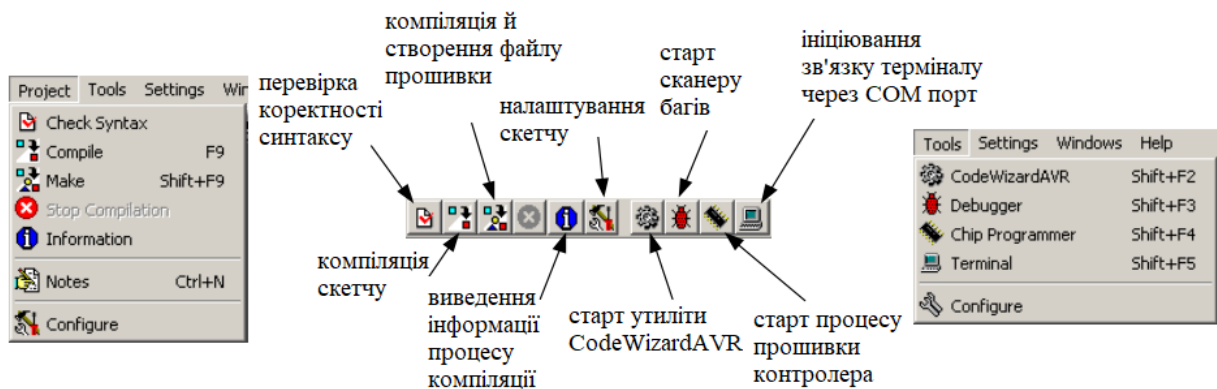 Project Tools Settings Wir
Check Syntax
Compile F9
Make Shift+F9
Stop Compilation
Information
Notes Ctrl+N
Configure
перевірка
коректності
синтаксу
компіляція й
створення файлу
прошивки
налаштування
скетчу
старт
сканеру
багів
ініціювання
зв'язку терміналу
через COM порт
компіляція
скетчу
виведення
інформації
процесу
компіляції
старт утиліти
CodeWizardAVR
старт процесу
прошивки
контролера
Tools Settings Windows Help
CodeWizardAVR Shift+F2
Debugger Shift+F3
Chip Programmer Shift+F4
Terminal Shift+F5
Configure